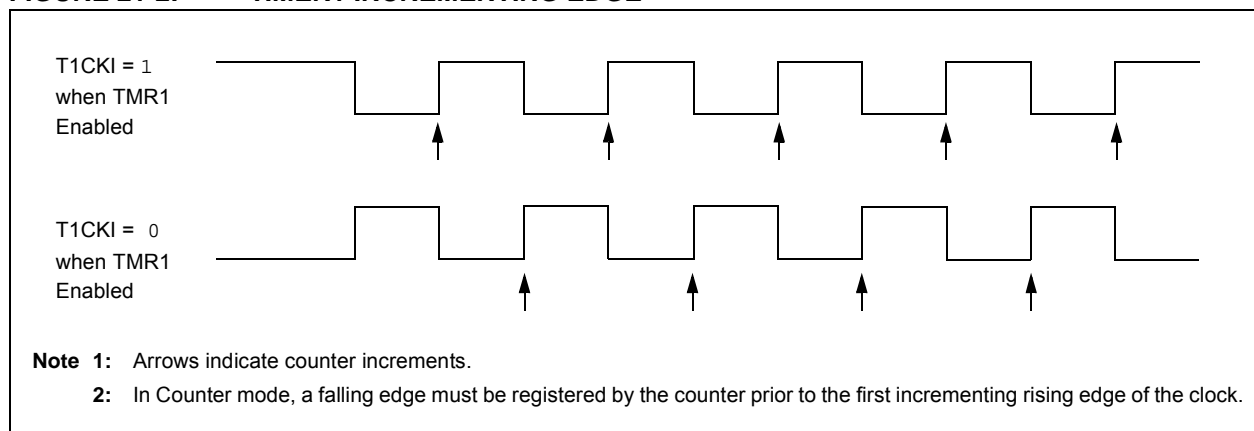 T1CKI = 1
when TMR1
Enabled
T1CKI = 0
when TMR1
Enabled
Note 1: Arrows indicate counter increments.
2: In Counter mode, a falling edge must be registered by the counter prior to the first incrementing rising edge of the clock.